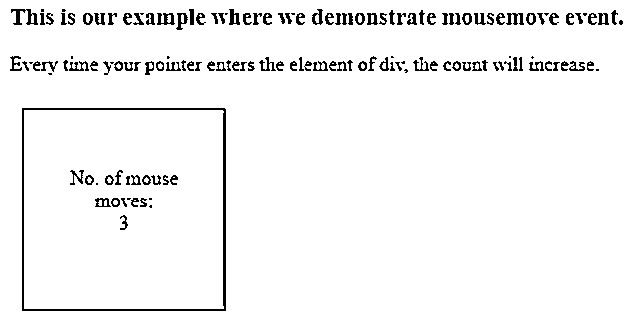 This is our example where we demonstrate mousemove event.
Every time your pointer enters the element of div, the count will increase.
No. of mouse
moves:
3